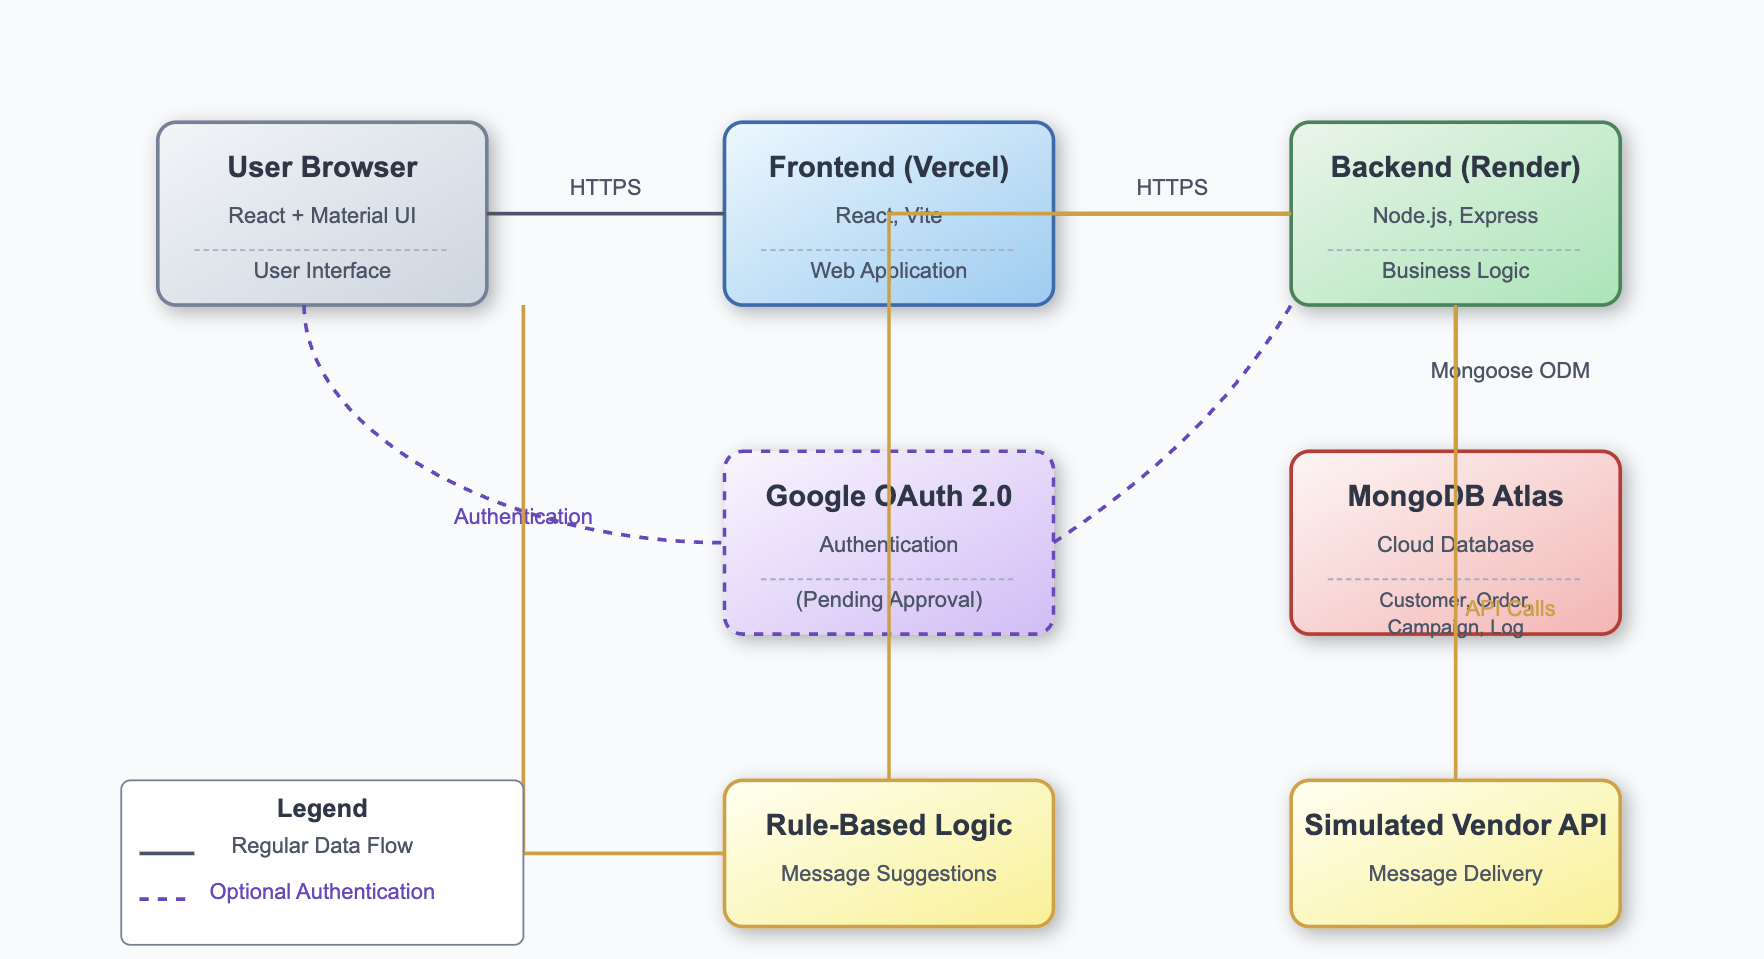 User Browser
React + Material UI
User Interface
HTTPS
Frontend (Vercel)
React, Vite
Web Application
HTTPS
Backend (Render)
Node.js, Express
Business Logic
Mongoose ODM
Authentication
Google OAuth 2.0
Authentication
(Pending Approval)
MongoDB Atlas
Cloud Database
Customer, Order,
Campaign, Log
API Calls
Legend
Regular Data Flow
Optional Authentication
Rule-Based Logic
Message Suggestions
Simulated Vendor API
Message Delivery